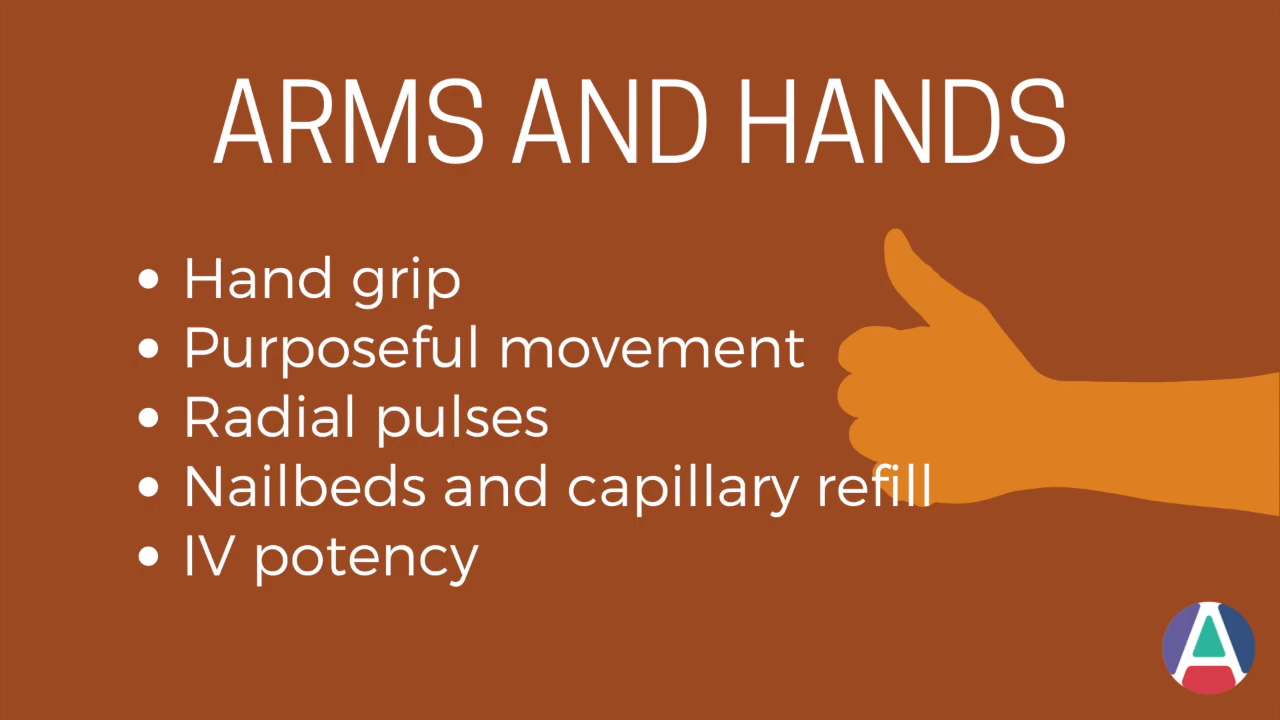 ARMS AND HANDS
• Hand grip
• Purposeful movement
• Radial pulses
• Nailbeds and capillary refill
• IV potency
A